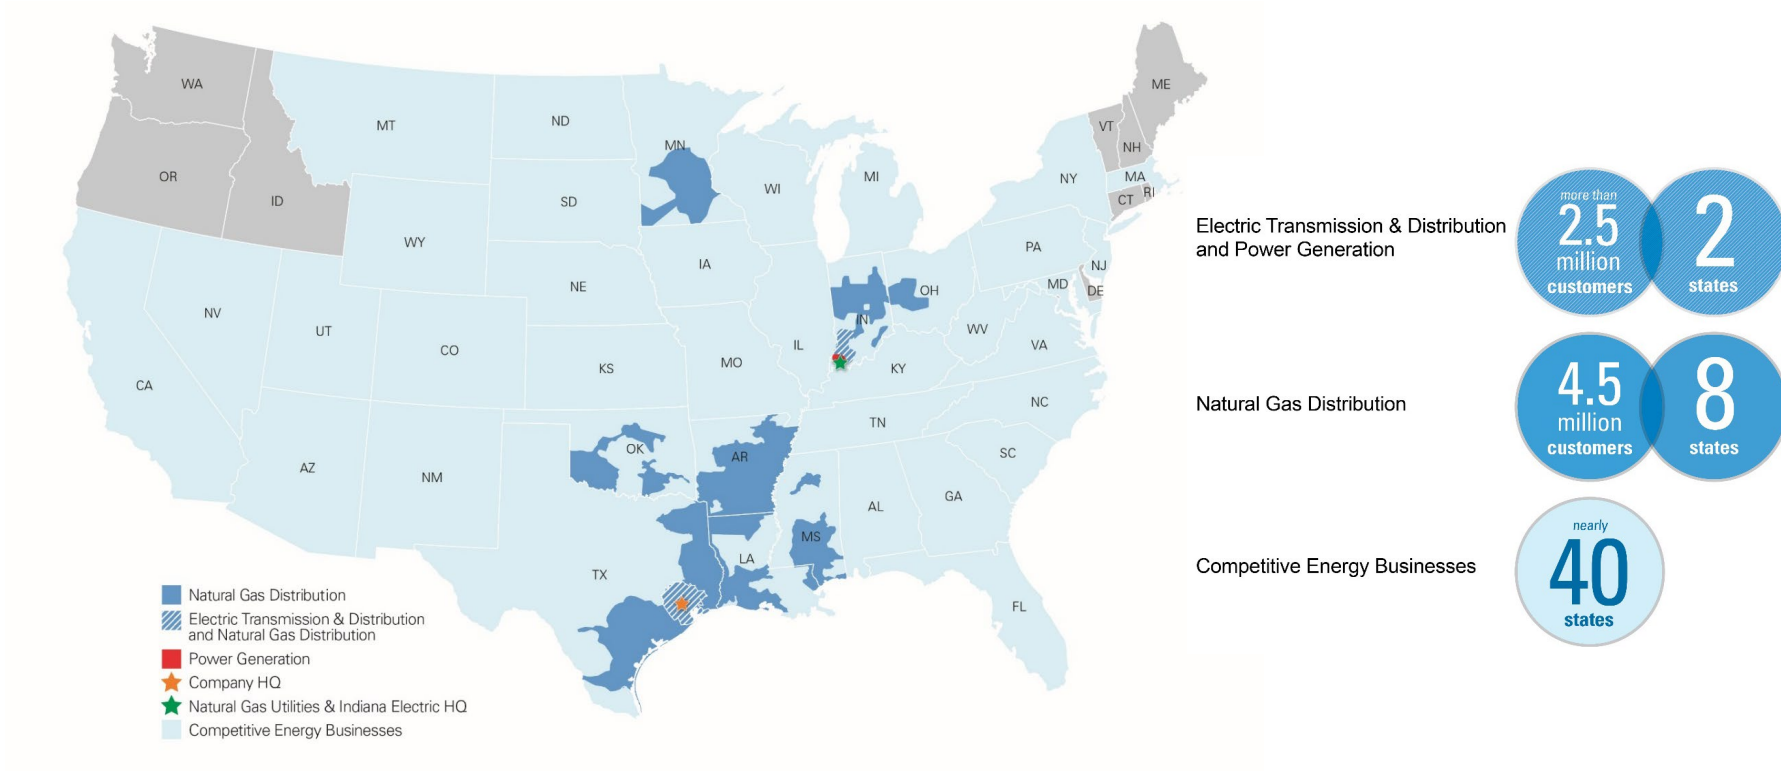 WA
MT
ND
MN
ME
VT
NH
OR
ID
SD
WI
MI
NY
MA
CT
RI
WY
IA
PA
NJ
NE
OH
MD
DE
NV
UT
CO
IN
IL
WV
VA
KS
MO
KY
CA
NC
TN
OK
AR
SC
AZ
NM
GA
AL
MS
LA
TX
FL
Natural Gas Distribution
Electric Transmission & Distribution
and Natural Gas Distribution
Power Generation
Company HQ
Natural Gas Utilities & Indiana Electric HQ
Competitive Energy Businesses
Electric Transmission & Distribution
and Power Generation
more than
2.5
million
customers
2
states
Natural Gas Distribution
4.5
million
customers
8
states
Competitive Energy Businesses
nearly
40
states